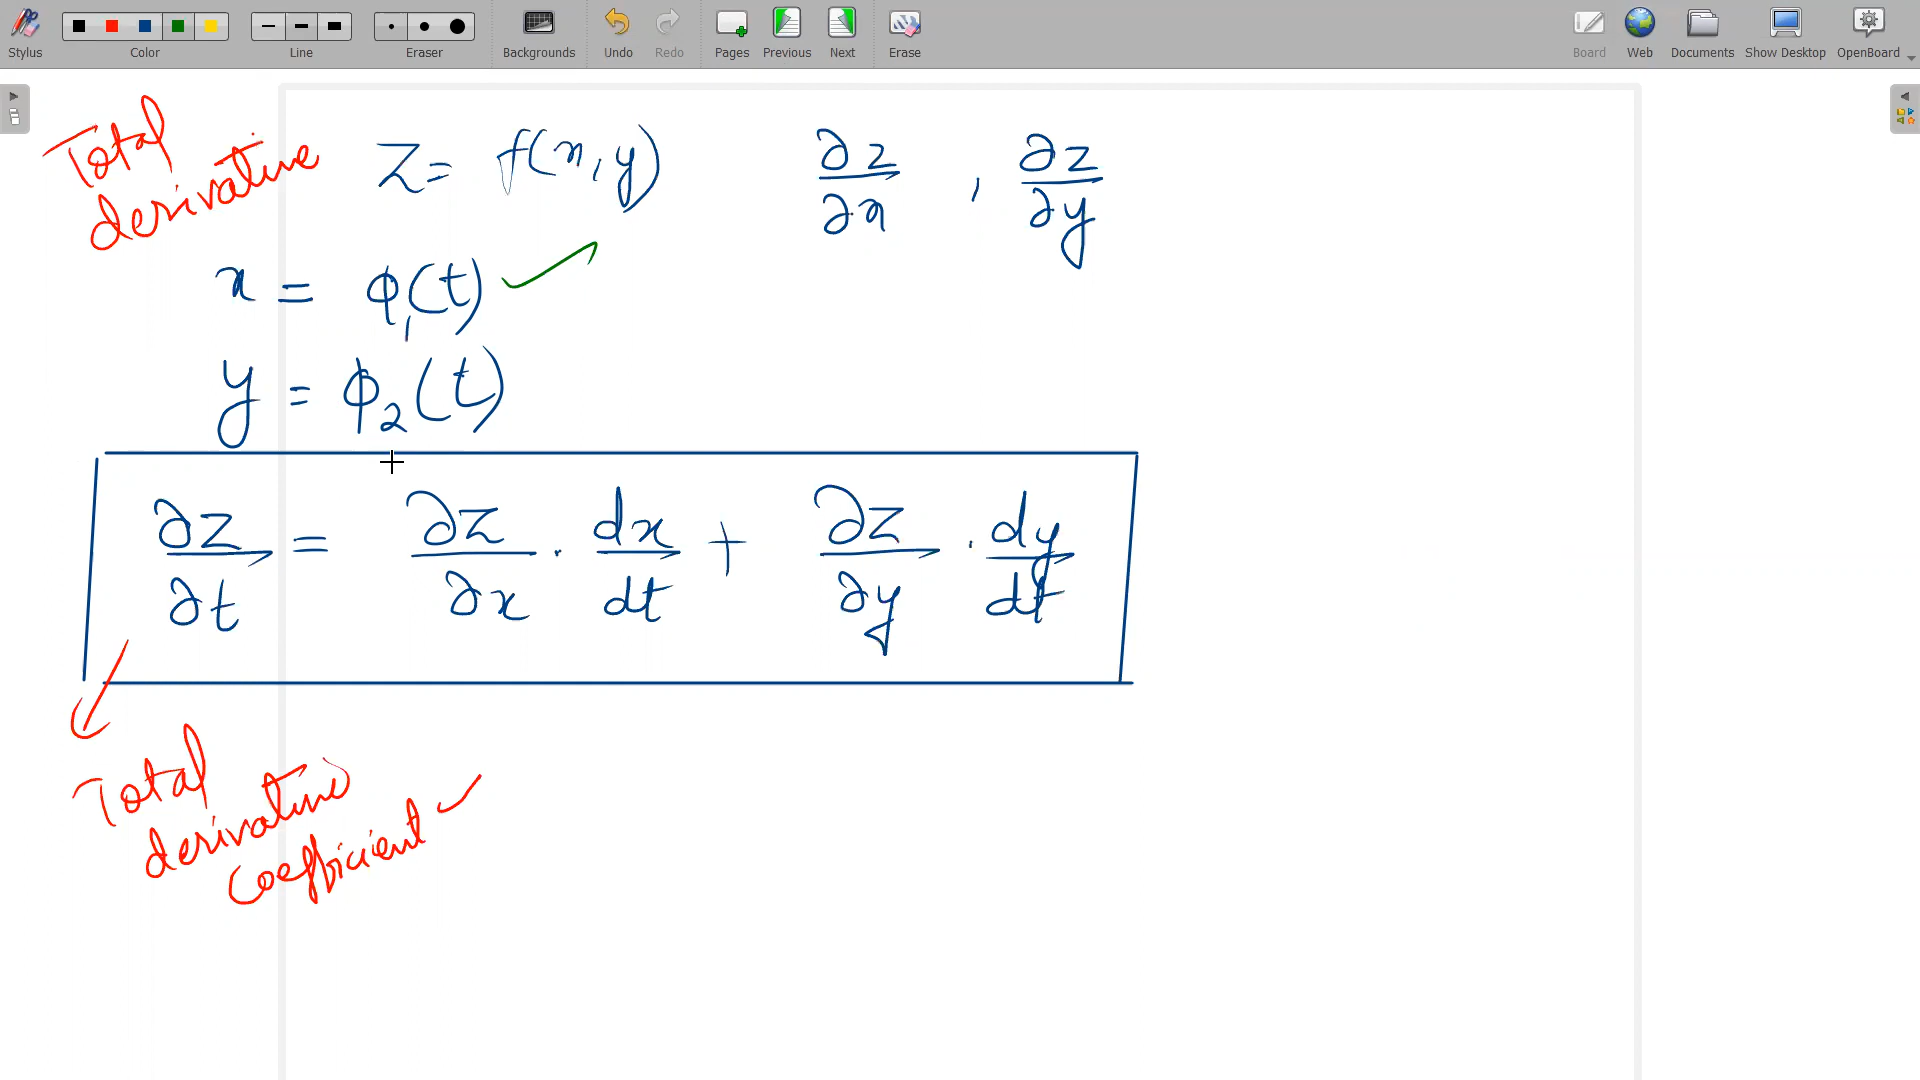 Stylus Color Line Eraser Backgrounds Undo Redo Pages Previous Next Erase Board Web Documents Show Desktop OpenBoard
Total
derivative
Z = f(x, y) ∂z/∂x , ∂z/∂y
x = ϕ₁(t)
y = ϕ₂(t)
∂z/∂t = ∂z/∂x · dx/dt + ∂z/∂y · dy/dt
Total
derivative
Coefficient